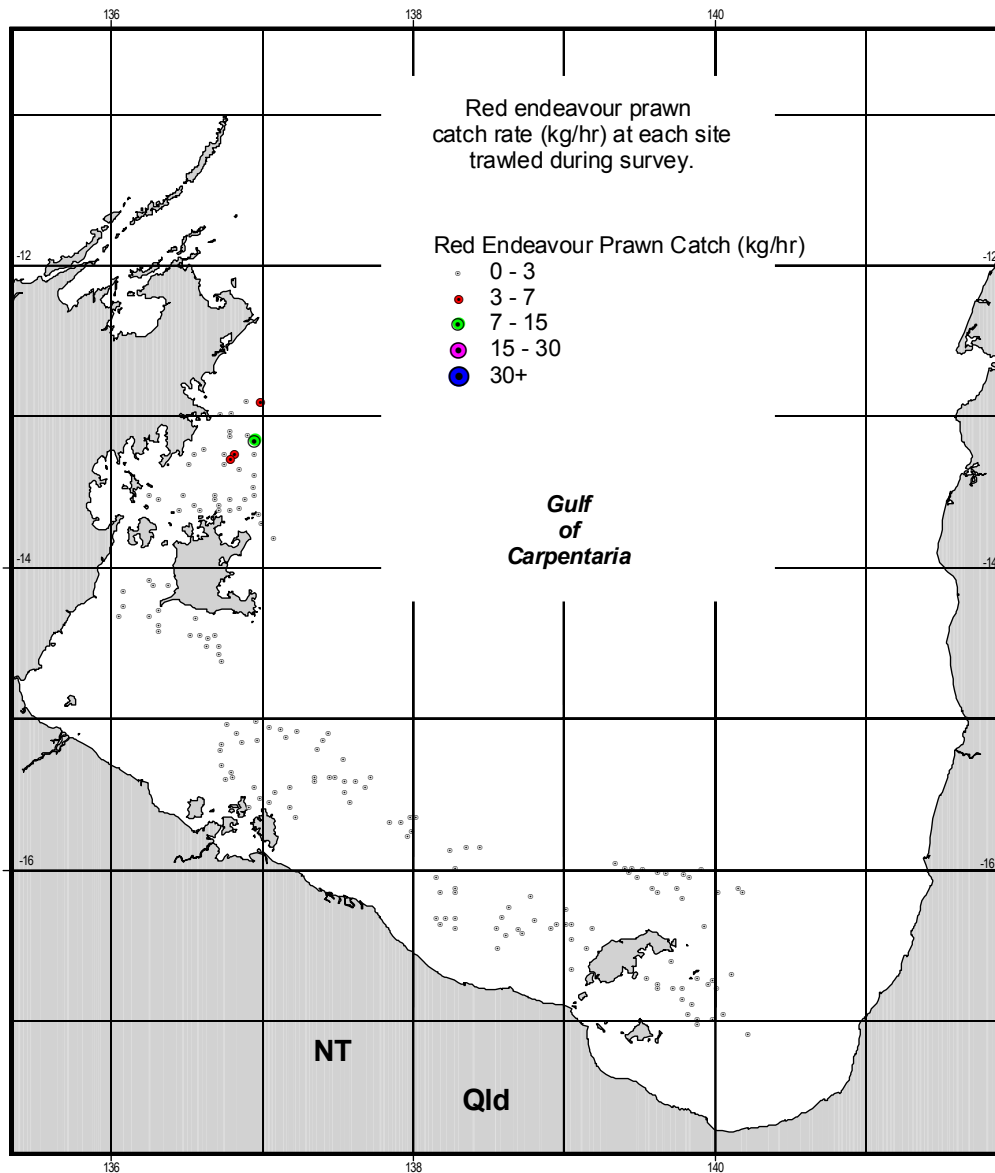 136
138
140
Red endeavour prawn
catch rate (kg/hr) at each site
trawled during survey.
Red Endeavour Prawn Catch (kg/hr)
0 - 3
3 - 7
7 - 15
15 - 30
30+
-12
-12
Gulf
of
Carpentaria
-14
-14
-16
-16
NT
Qld
136
138
140